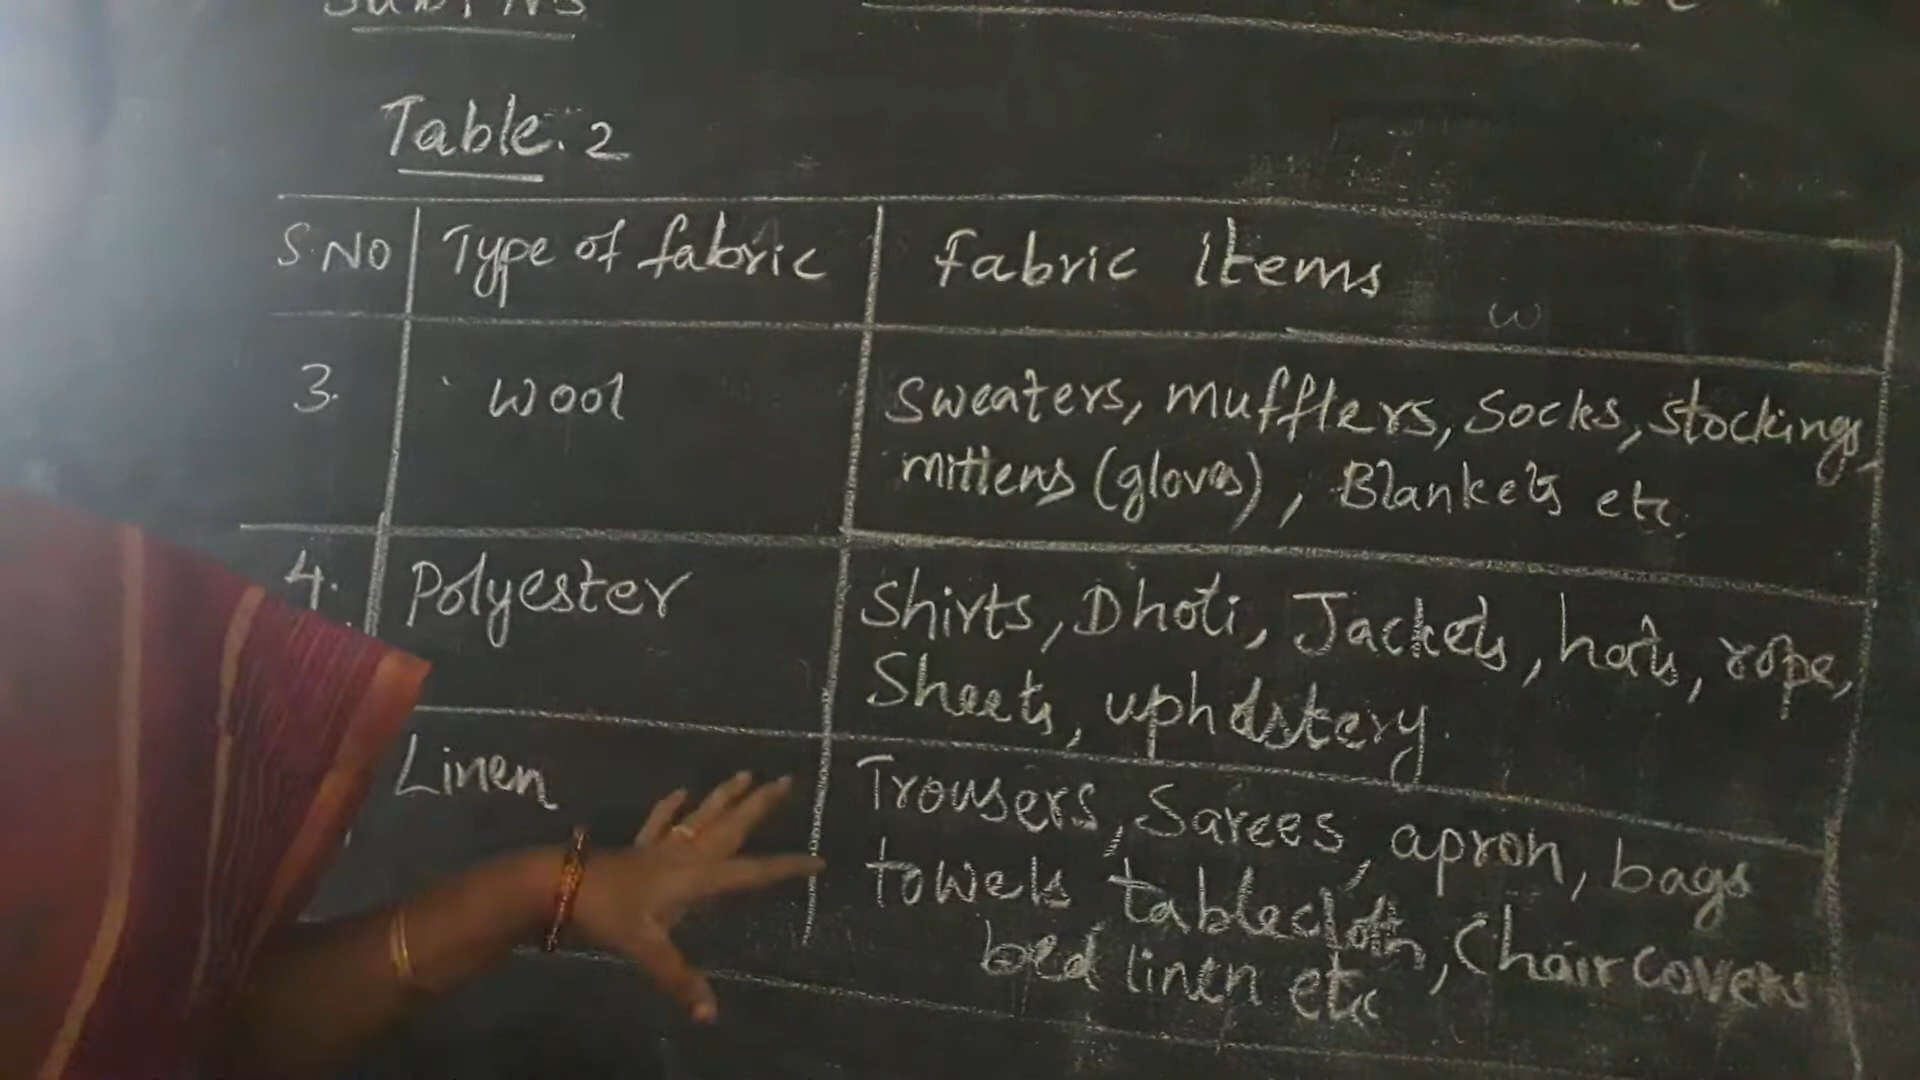 Table. 2
S.NO Type of fabric Fabric Items
3. Wool Sweaters, mufflers, Socks, Stockings,
mittens (gloves), Blankets etc.
4. Polyester Shirts, Dhoti, Jackets, hats, rope,
Sheets, upholstery.
Linen Trousers, Sarees, apron, bags
towels, tablecloth, Chair Covers
bed linen etc